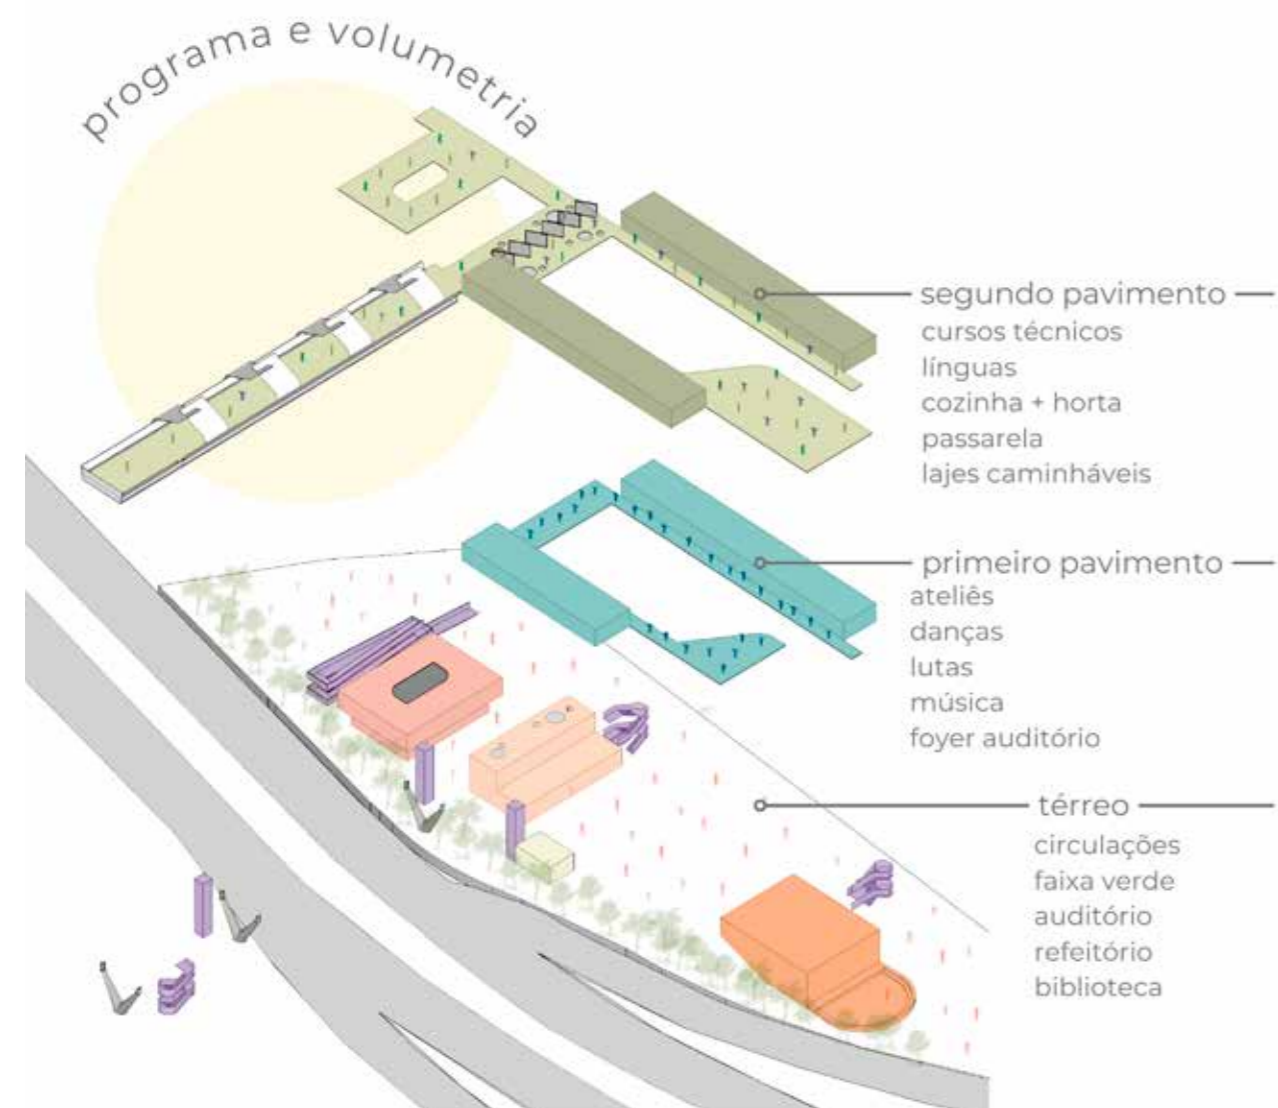 programa e volumetria
segundo pavimento
cursos técnicos
línguas
cozinha + horta
passarela
lajes caminháveis
primeiro pavimento
ateliês
danças
lutas
música
foyer auditório
térreo
circulações
faixa verde
auditório
refeitório
biblioteca